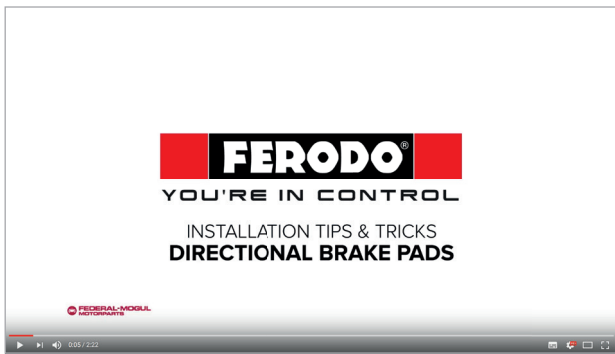 FERODO®
YOU'RE IN CONTROL
INSTALLATION TIPS & TRICKS
DIRECTIONAL BRAKE PADS
FEDERAL-MOGUL
MOTORPARTS
0:05 / 2:22